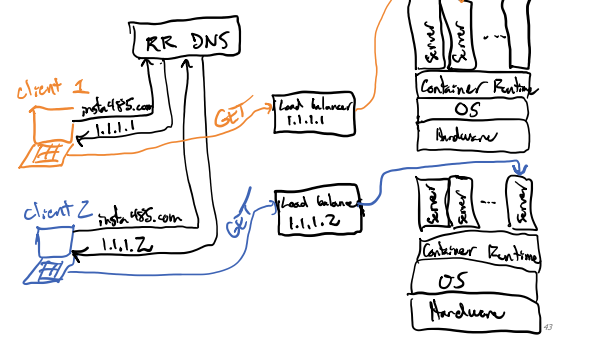 RR DNS
client 1
insta485.com
1.1.1.1
GET
Load balancer
1.1.1.1
Server
Server
...
Container Runtime
OS
Hardware
client 2
insta485.com
1.1.1.2
GET
Load balancer
1.1.1.2
Server
Server
...
Server
Container Runtime
OS
Hardware
43